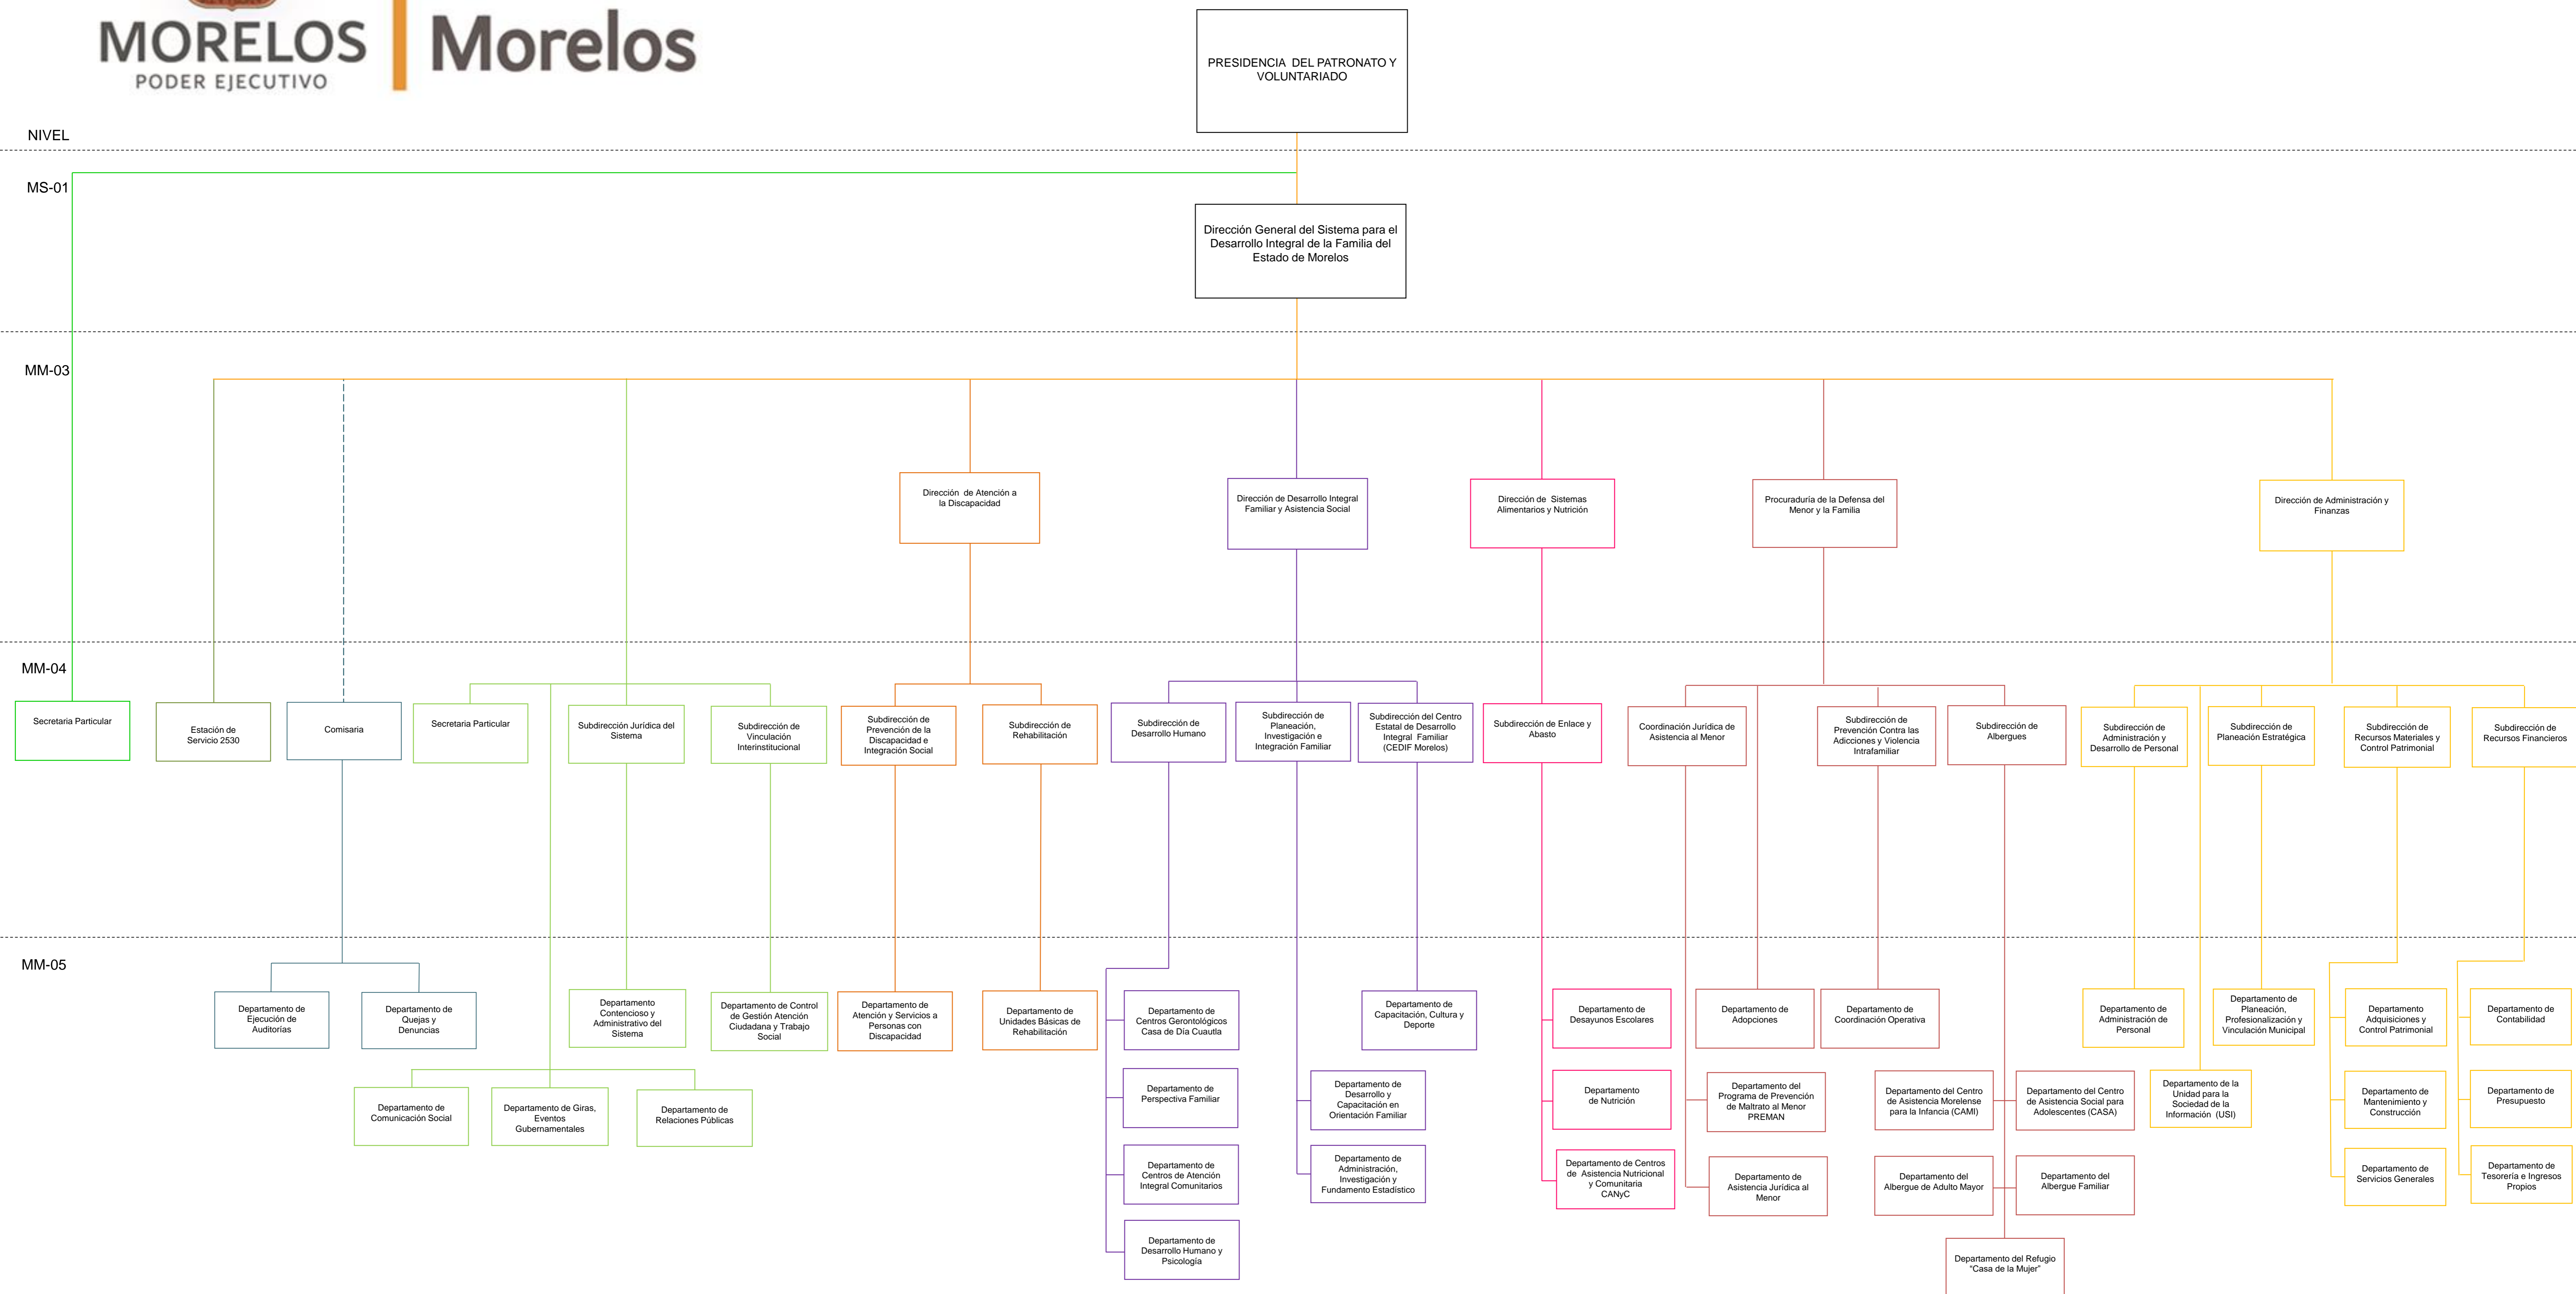 MORELOS
PODER EJECUTIVO
Morelos
PRESIDENCIA DEL PATRONATO Y
VOLUNTARIADO
NIVEL
MS-01
Dirección General del Sistema para el
Desarrollo Integral de la Familia del
Estado de Morelos
MM-03
Dirección de Atención a
la Discapacidad
Dirección de Desarrollo Integral
Familiar y Asistencia Social
Dirección de Sistemas
Alimentarios y Nutrición
Procuraduría de la Defensa del
Menor y la Familia
Dirección de Administración y
Finanzas
MM-04
Secretaria Particular
Estación de
Servicio 2530
Comisaria
Secretaria Particular
Subdirección Jurídica del
Sistema
Subdirección de
Vinculación
Interinstitucional
Subdirección de
Prevención de la
Discapacidad e
Integración Social
Subdirección de
Rehabilitación
Subdirección de
Desarrollo Humano
Subdirección de
Planeación,
Investigación e
Integración Familiar
Subdirección del Centro
Estatal de Desarrollo
Integral Familiar
(CEDIF Morelos)
Subdirección de Enlace y
Abasto
Coordinación Jurídica de
Asistencia al Menor
Subdirección de
Prevención Contra las
Adicciones y Violencia
Intrafamiliar
Subdirección de
Albergues
Subdirección de
Administración y
Desarrollo de Personal
Subdirección de
Planeación Estratégica
Subdirección de
Recursos Materiales y
Control Patrimonial
Subdirección de
Recursos Financieros
MM-05
Departamento de
Ejecución de
Auditorías
Departamento de
Quejas y
Denuncias
Departamento
Contencioso y
Administrativo del
Sistema
Departamento de Control
de Gestión Atención
Ciudadana y Trabajo
Social
Departamento de
Atención y Servicios a
Personas con
Discapacidad
Departamento de
Unidades Básicas de
Rehabilitación
Departamento de
Centros Gerontológicos
Casa de Día Cuautla
Departamento de
Capacitación, Cultura y
Deporte
Departamento de
Desayunos Escolares
Departamento de
Adopciones
Departamento de
Coordinación Operativa
Departamento de
Administración de
Personal
Departamento de
Planeación,
Profesionalización y
Vinculación Municipal
Departamento
Adquisiciones y
Control Patrimonial
Departamento de
Contabilidad
Departamento de
Comunicación Social
Departamento de Giras,
Eventos
Gubernamentales
Departamento de
Relaciones Públicas
Departamento de
Perspectiva Familiar
Departamento de
Desarrollo y
Capacitación en
Orientación Familiar
Departamento
de Nutrición
Departamento del
Programa de Prevención
de Maltrato al Menor
PREMAN
Departamento del Centro
de Asistencia Morelense
para la Infancia (CAMI)
Departamento del Centro
de Asistencia Social para
Adolescentes (CASA)
Departamento de la
Unidad para la
Sociedad de la
Información (USI)
Departamento de
Mantenimiento y
Construcción
Departamento de
Presupuesto
Departamento de
Centros de Atención
Integral Comunitarios
Departamento de
Administración,
Investigación y
Fundamento Estadístico
Departamento de Centros
de Asistencia Nutricional
y Comunitaria
CANyC
Departamento de
Asistencia Jurídica al
Menor
Departamento del
Albergue de Adulto Mayor
Departamento del
Albergue Familiar
Departamento de
Servicios Generales
Departamento de
Tesorería e Ingresos
Propios
Departamento de
Desarrollo Humano y
Psicología
Departamento del Refugio
"Casa de la Mujer"